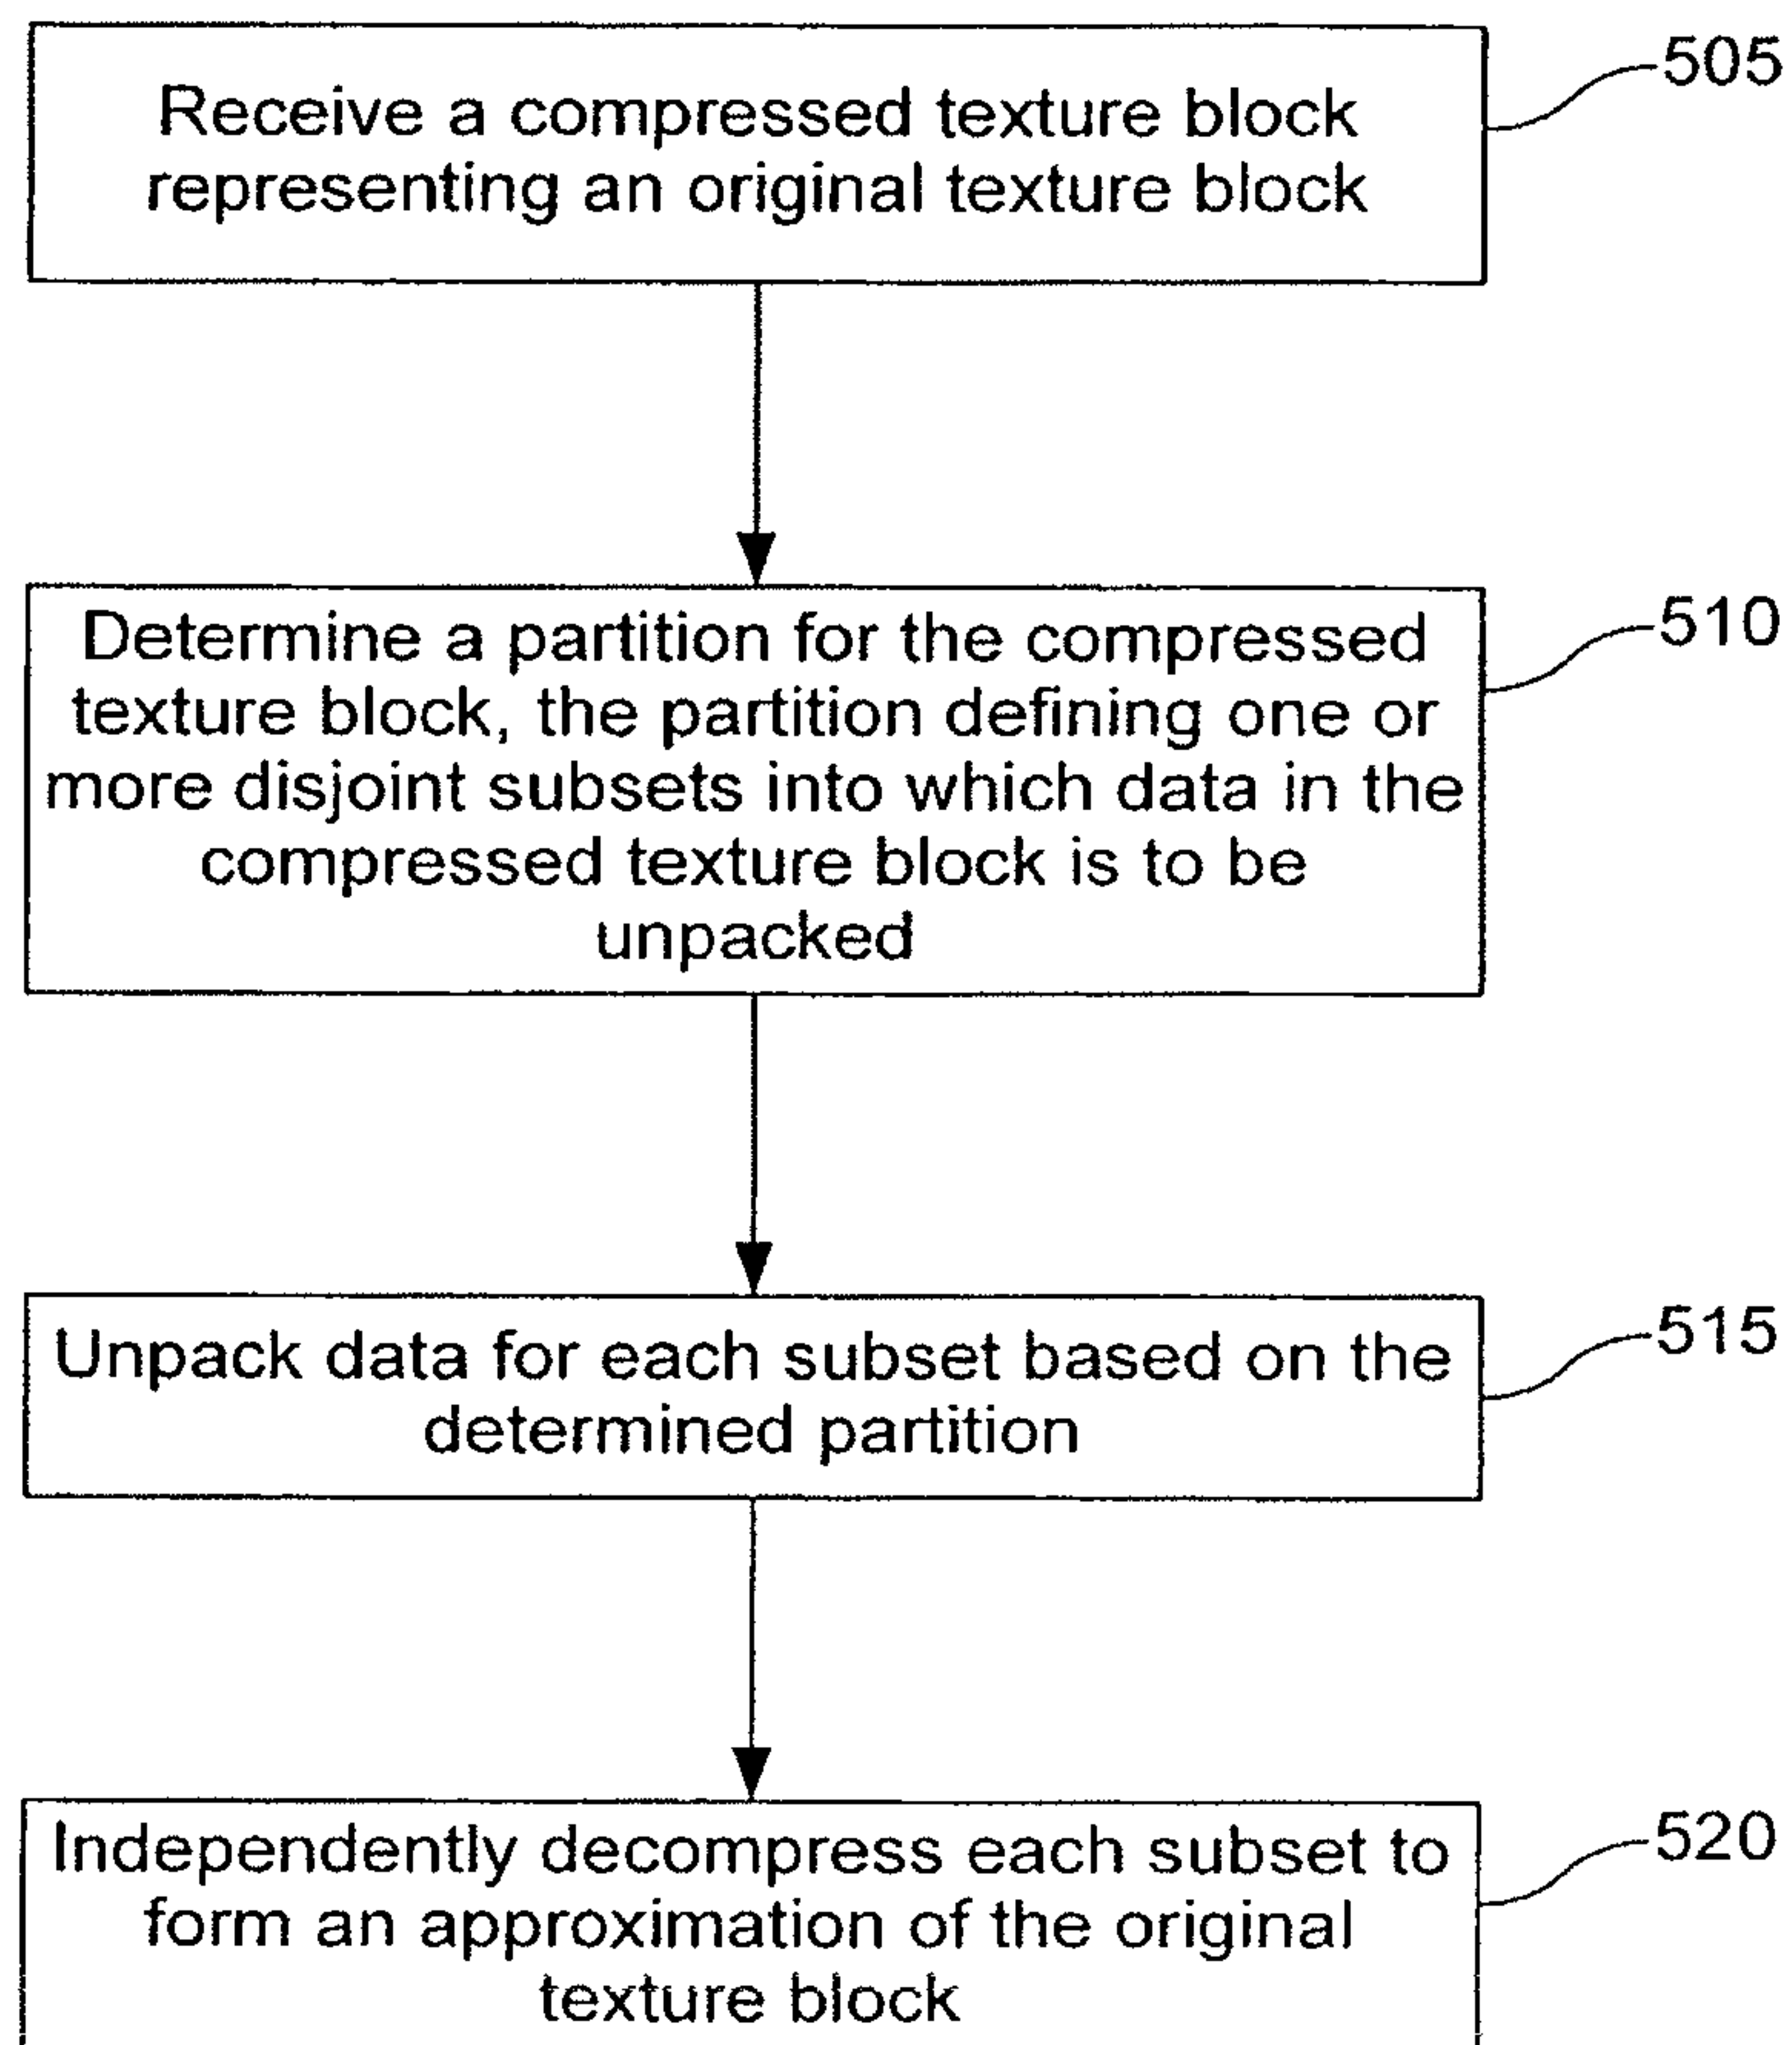 Receive a compressed texture block
representing an original texture block
505
Determine a partition for the compressed
texture block, the partition defining one or
more disjoint subsets into which data in the
compressed texture block is to be
unpacked
510
Unpack data for each subset based on the
determined partition
515
Independently decompress each subset to
form an approximation of the original
texture block
520